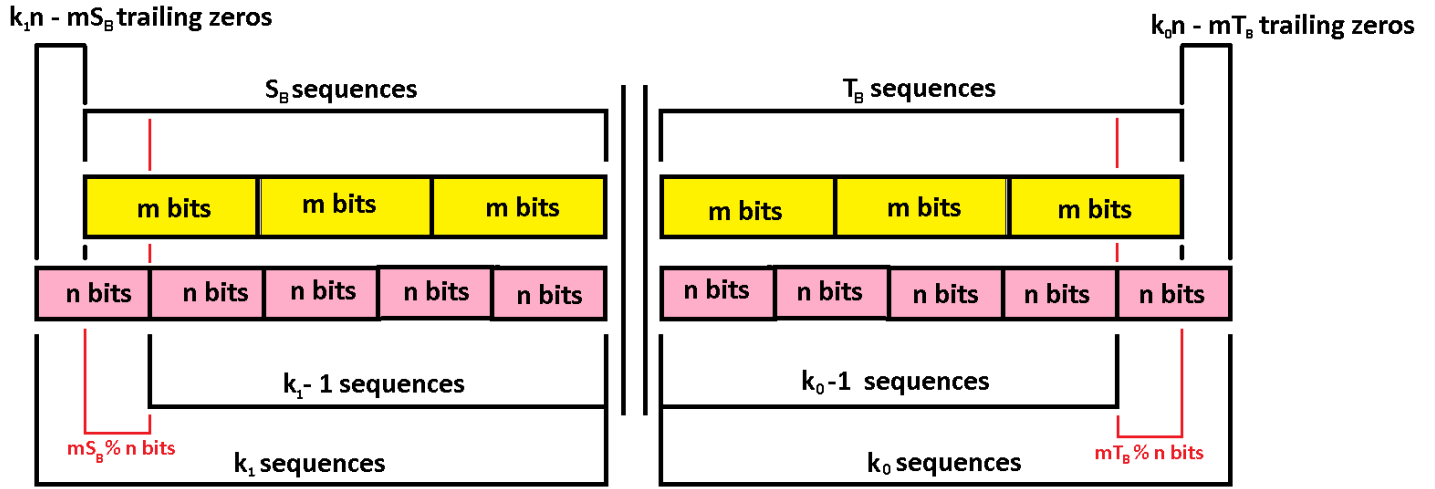 k₁n - mS_B trailing zeros
k₀n - mT_B trailing zeros
S_B sequences
T_B sequences
m bits
m bits
m bits
m bits
m bits
m bits
n bits
n bits
n bits
n bits
n bits
n bits
n bits
n bits
n bits
n bits
k₁- 1 sequences
k₀-1 sequences
mS_B% n bits
mT_B% n bits
k₁ sequences
k₀ sequences